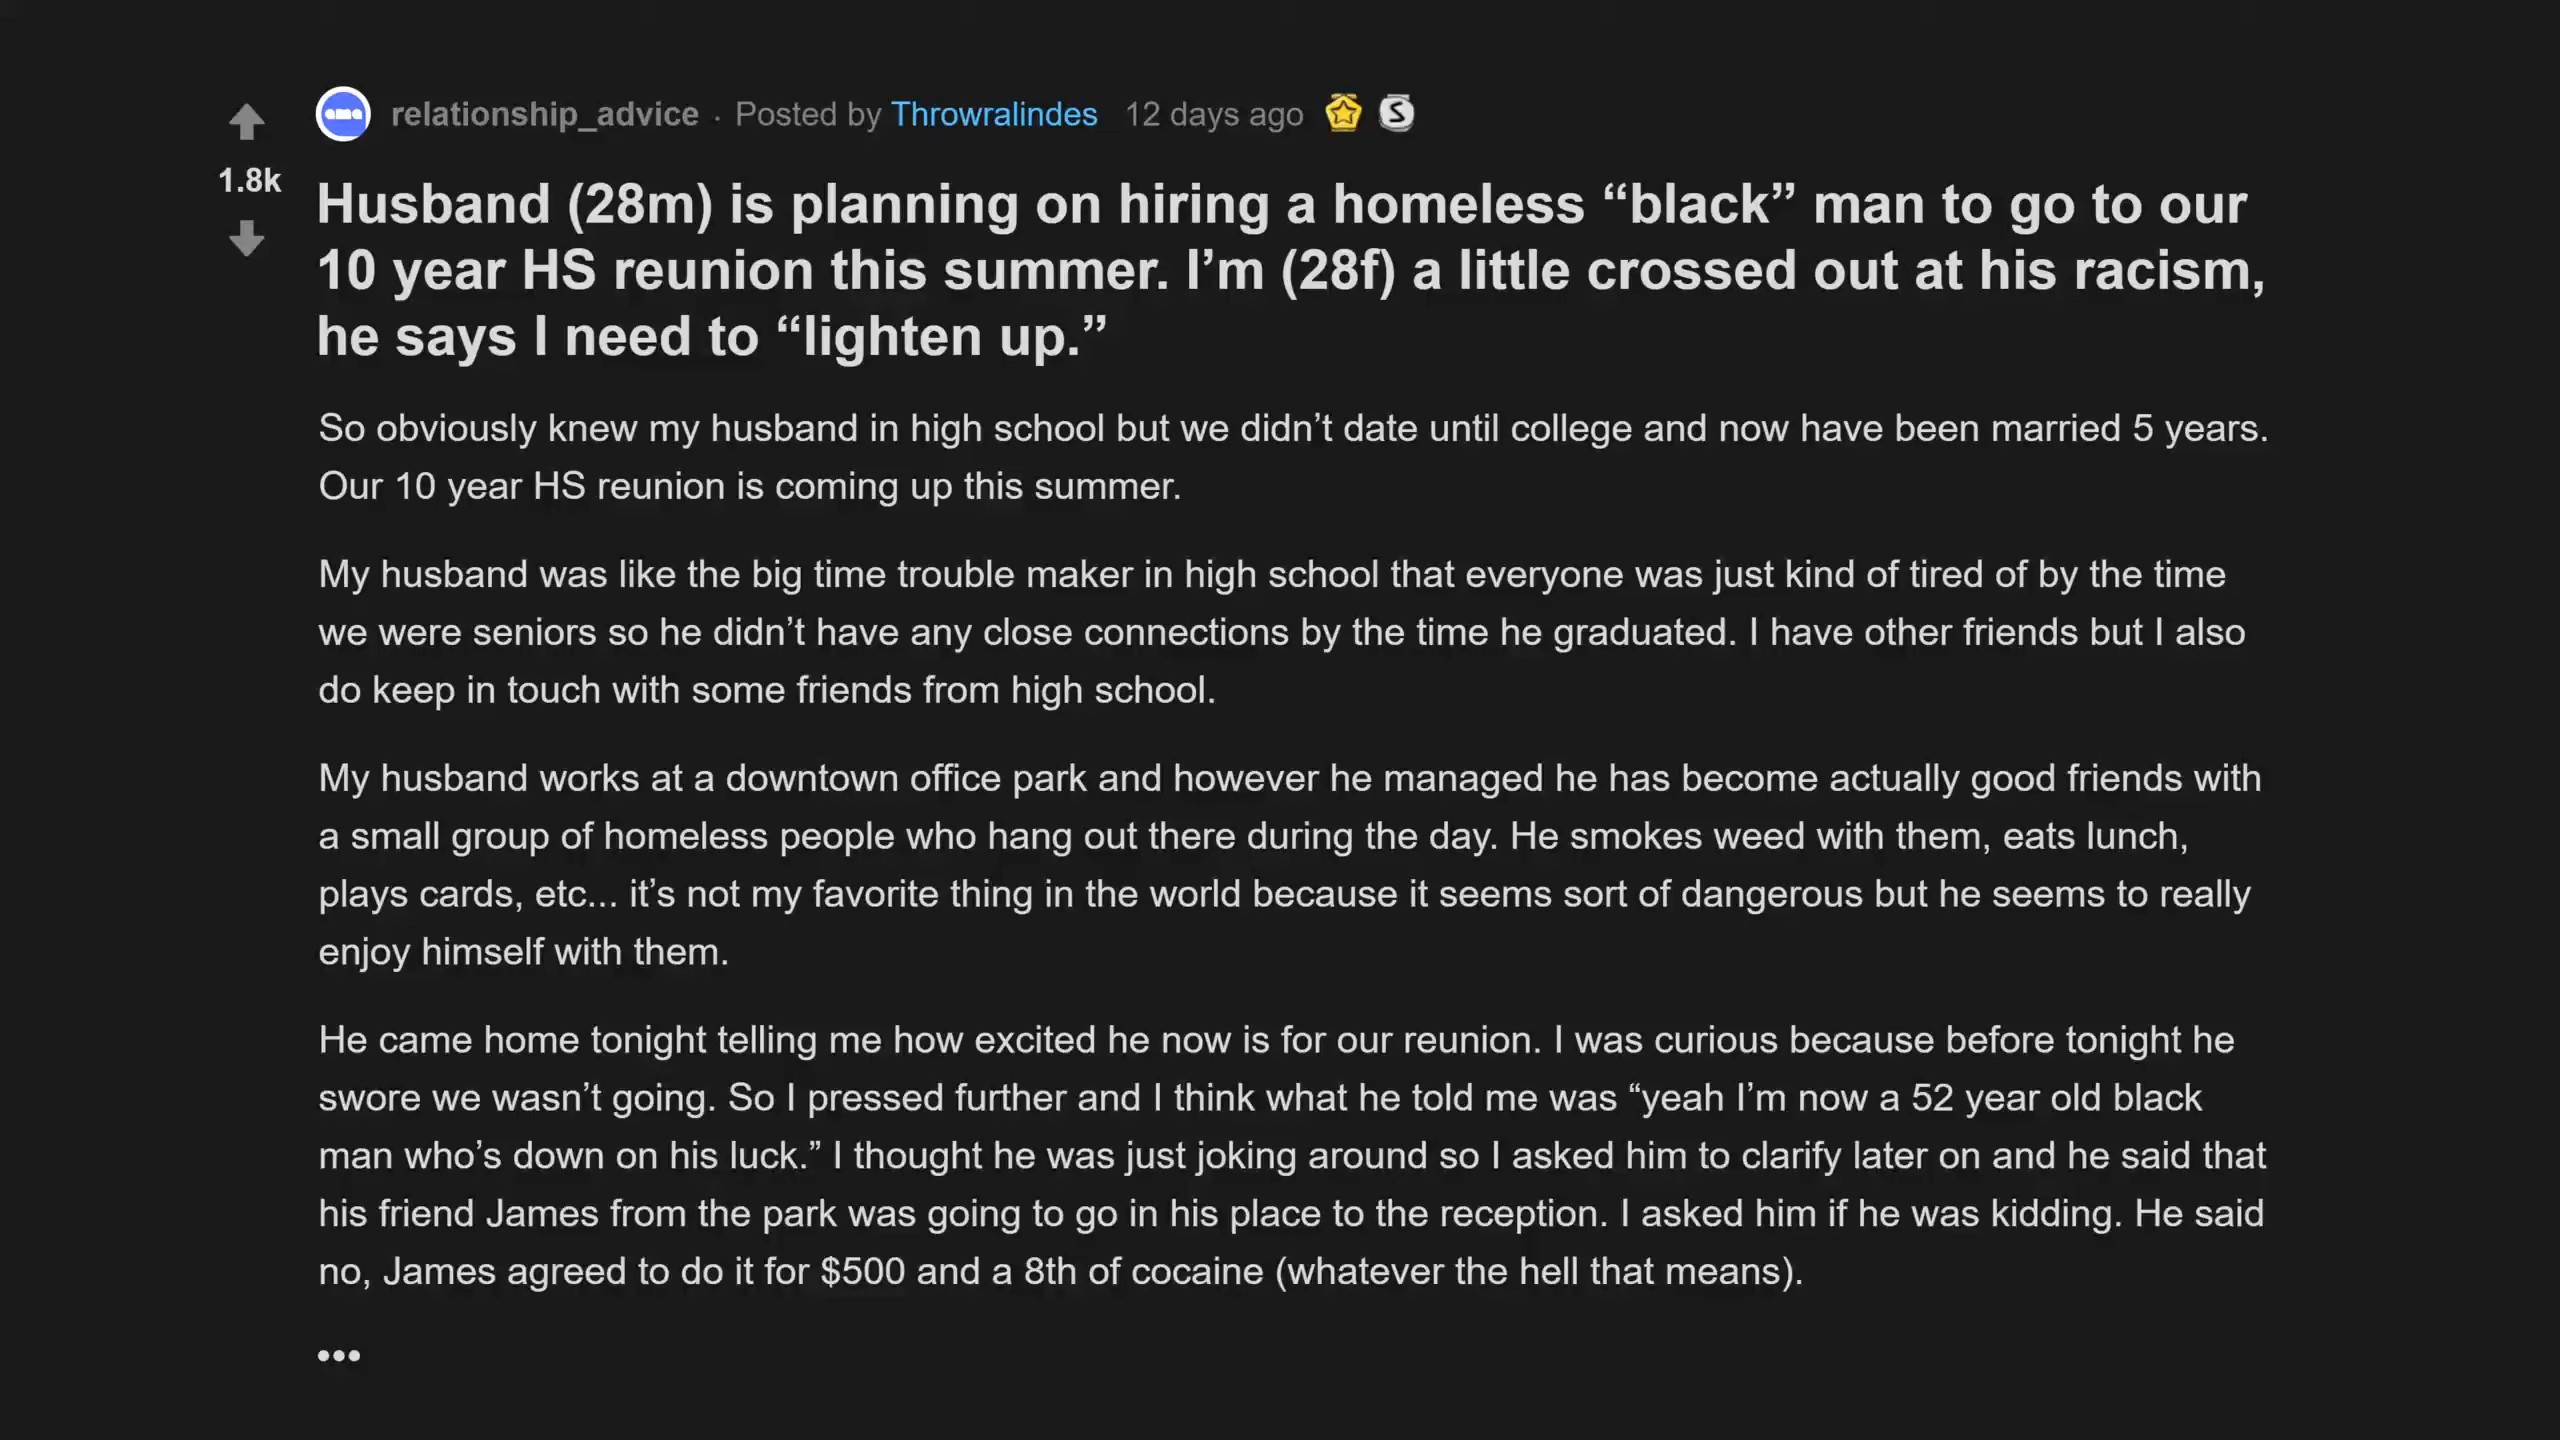 relationship_advice · Posted by Throwralindes 12 days ago
1.8k
Husband (28m) is planning on hiring a homeless “black” man to go to our
10 year HS reunion this summer. I’m (28f) a little crossed out at his racism,
he says I need to “lighten up.”
So obviously knew my husband in high school but we didn’t date until college and now have been married 5 years.
Our 10 year HS reunion is coming up this summer.
My husband was like the big time trouble maker in high school that everyone was just kind of tired of by the time
we were seniors so he didn’t have any close connections by the time he graduated. I have other friends but I also
do keep in touch with some friends from high school.
My husband works at a downtown office park and however he managed he has become actually good friends with
a small group of homeless people who hang out there during the day. He smokes weed with them, eats lunch,
plays cards, etc... it’s not my favorite thing in the world because it seems sort of dangerous but he seems to really
enjoy himself with them.
He came home tonight telling me how excited he now is for our reunion. I was curious because before tonight he
swore we wasn’t going. So I pressed further and I think what he told me was “yeah I’m now a 52 year old black
man who’s down on his luck.” I thought he was just joking around so I asked him to clarify later on and he said that
his friend James from the park was going to go in his place to the reception. I asked him if he was kidding. He said
no, James agreed to do it for $500 and a 8th of cocaine (whatever the hell that means).
•••